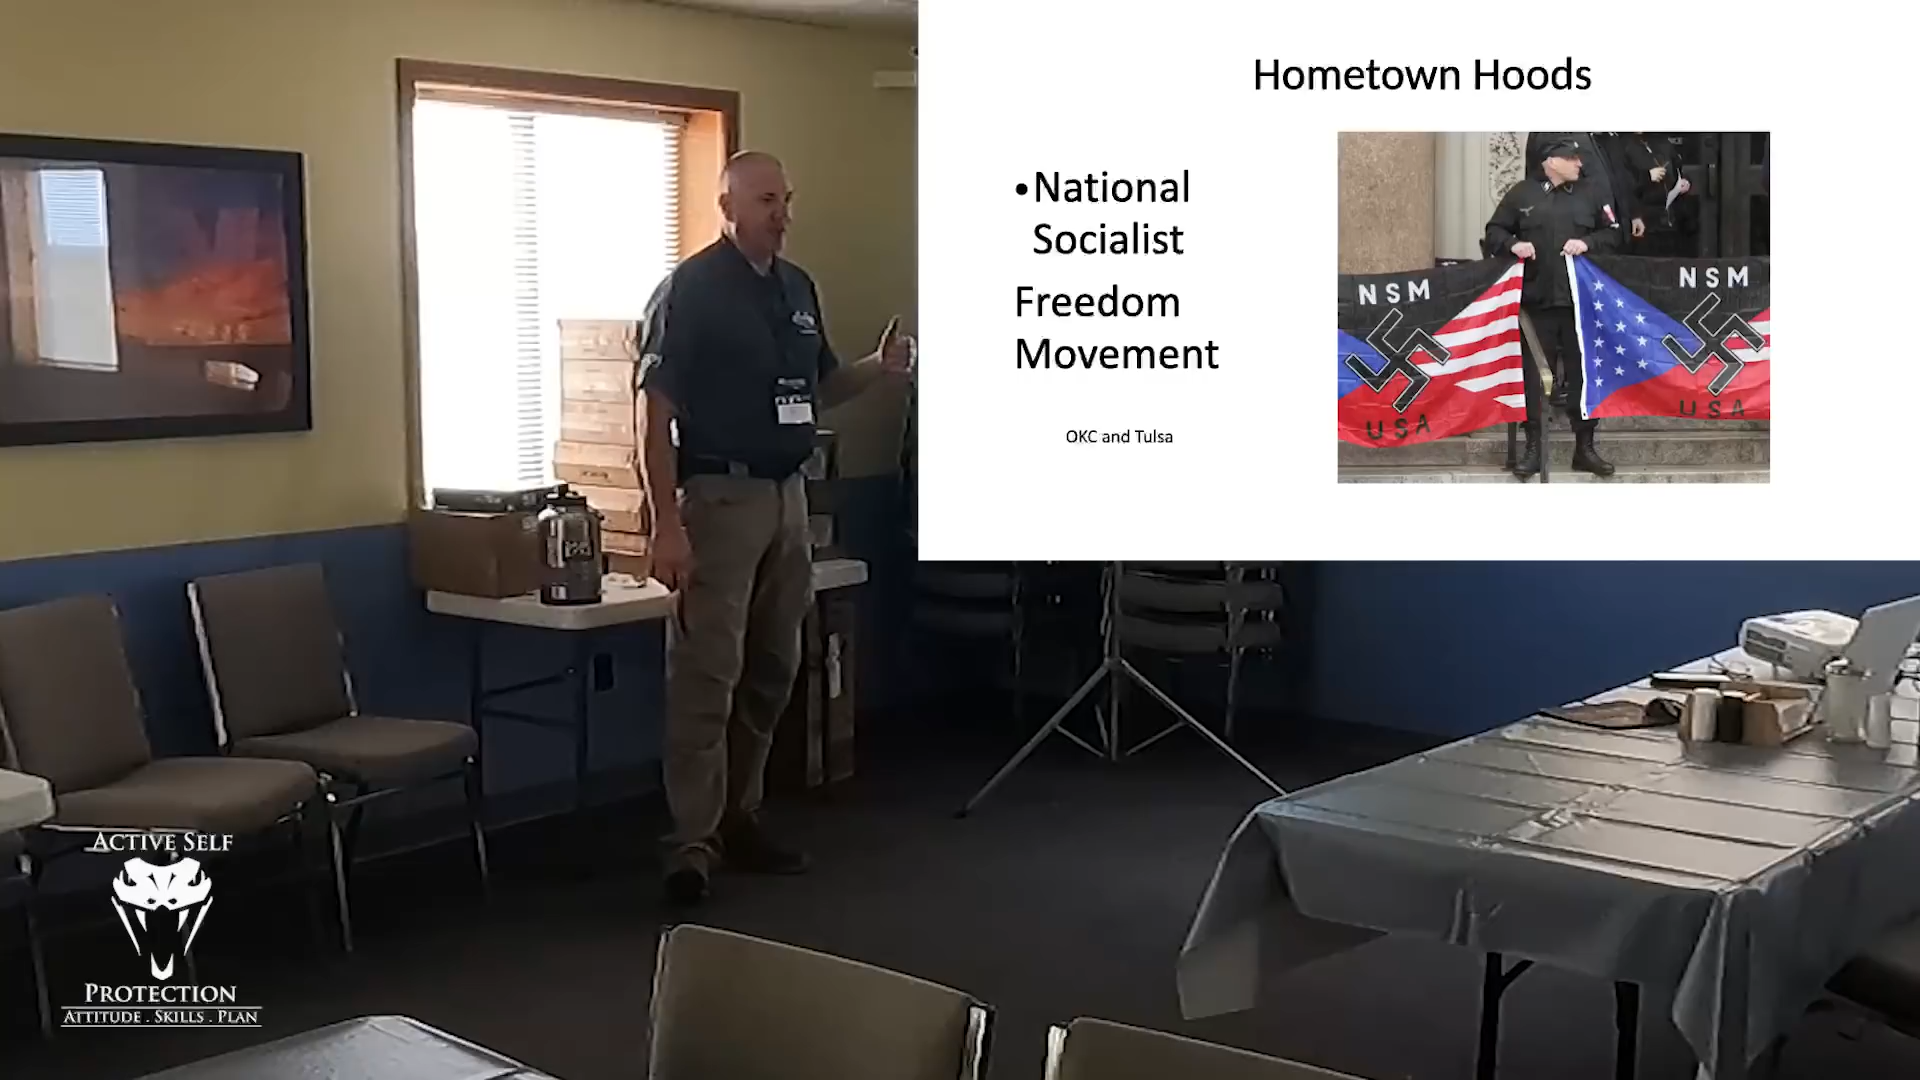 Hometown Hoods
•National
Socialist
Freedom
Movement
OKC and Tulsa
NSM
USA
NSM
USA
ACTIVE SELF
PROTECTION
ATTITUDE . SKILLS . PLAN